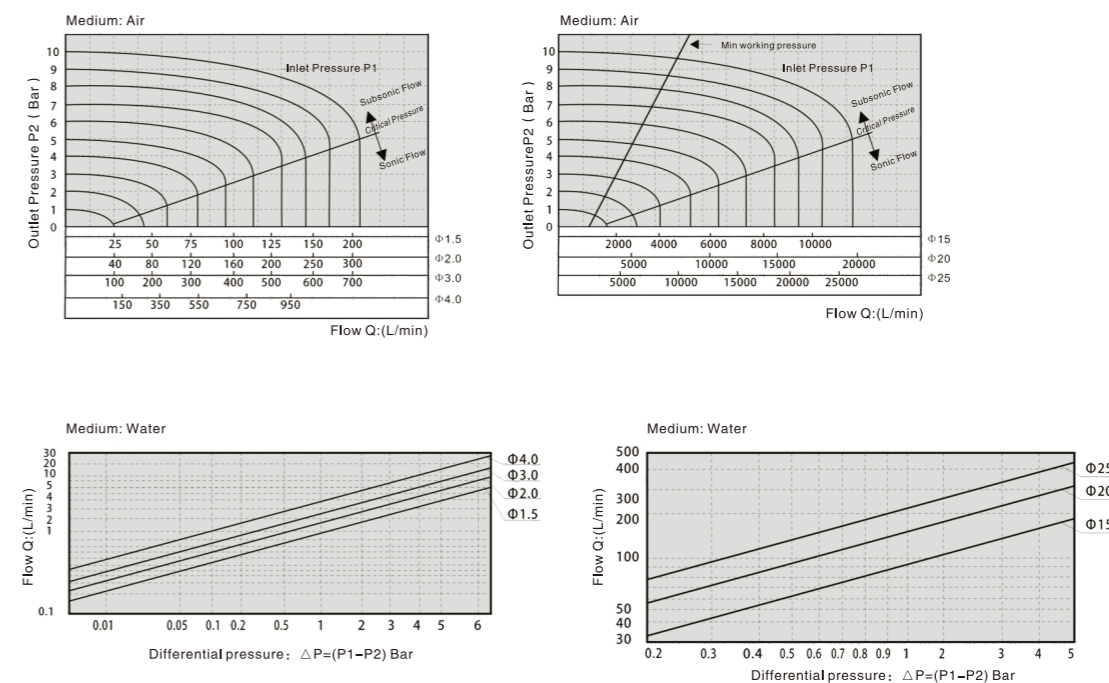 Medium: Air
Outlet Pressure P2 ( Bar )
10
9
8
7
6
5
4
3
2
1
0
Inlet Pressure P1
Subsonic Flow
Critical Pressure
Sonic Flow
25 50 75 100 125 150 200 Φ1.5
40 80 120 160 200 250 300 Φ2.0
100 200 300 400 500 600 700 Φ3.0
150 350 550 750 950 Φ4.0
Flow Q:(L/min)
Medium: Air
Outlet PressureP2 ( Bar )
10
9
8
7
6
5
4
3
2
1
0
Min working pressure
Inlet Pressure P1
Subsonic Flow
Critical Pressure
Sonic Flow
2000 4000 6000 8000 10000 Φ15
5000 10000 15000 20000 Φ20
5000 10000 15000 20000 25000 Φ25
Flow Q:(L/min)
Medium: Water
Flow Q:(L/min)
30
20
10
5
4
3
2
1
0.1
Φ4.0
Φ3.0
Φ2.0
Φ1.5
0.01 0.05 0.1 0.2 0.5 1 2 3 4 5 6
Differential pressure: △P=(P1-P2) Bar
Medium: Water
Flow Q:(L/min)
500
400
300
200
100
50
40
30
Φ25
Φ20
Φ15
0.2 0.3 0.4 0.5 0.6 0.7 0.8 0.9 1 2 3 4 5
Differential pressure: △P=(P1-P2) Bar